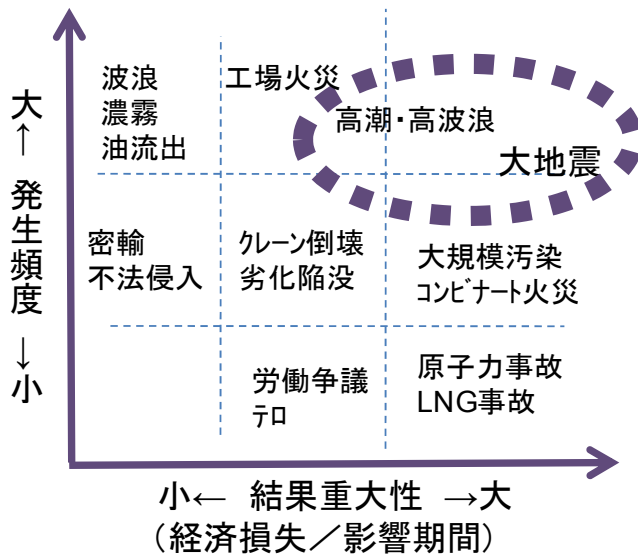 大
↑
発生頻度
↓
小
波浪
濃霧
油流出
工場火災
高潮・高波浪
大地震
密輸
不法侵入
ｸﾚｰﾝ倒壊
劣化陥没
大規模汚染
ｺﾝﾋﾞﾅｰﾄ火災
労働争議
ﾃﾛ
原子力事故
LNG事故
小← 結果重大性 →大
（経済損失／影響期間）